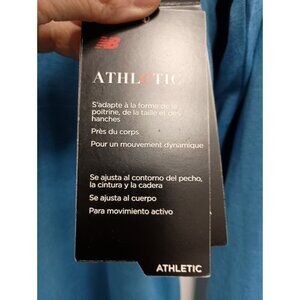 NB
ATHLETIC
S'adapte à la forme de la
poitrine, de la taille et des
hanches
Près du corps
Pour un mouvement dynamique
Se ajusta al contorno del pecho,
la cintura y la cadera
Se ajusta al cuerpo
Para movimiento activo
ATHLETIC